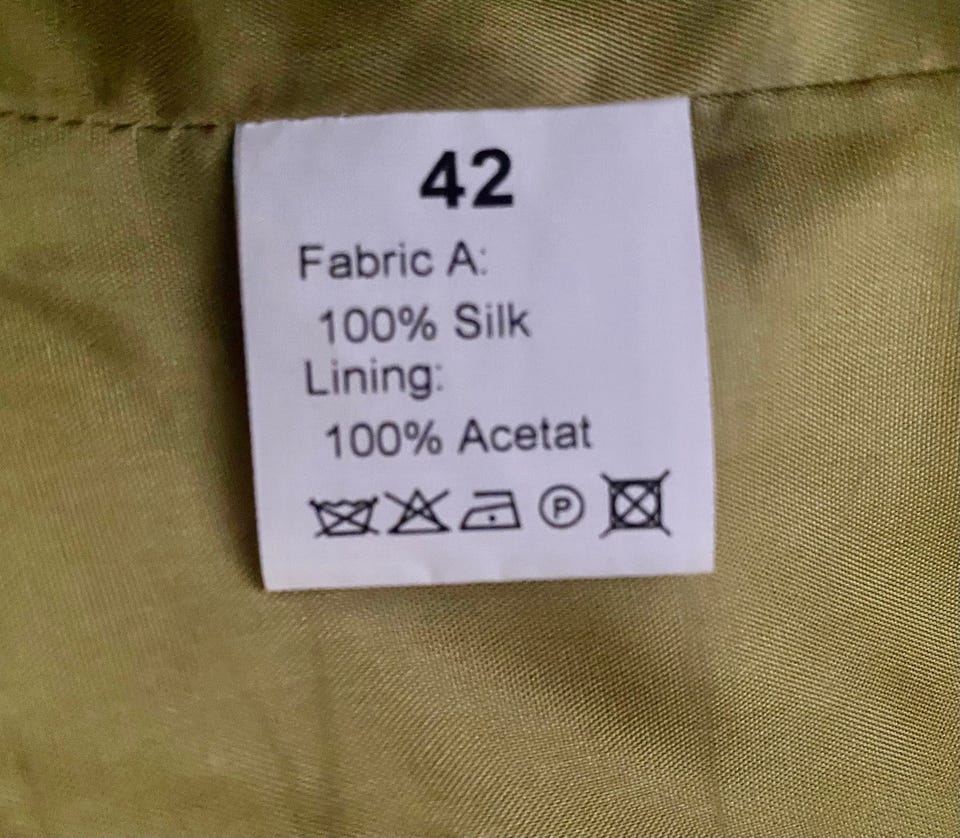 42
Fabric A:
100% Silk
Lining:
100% Acetat
P